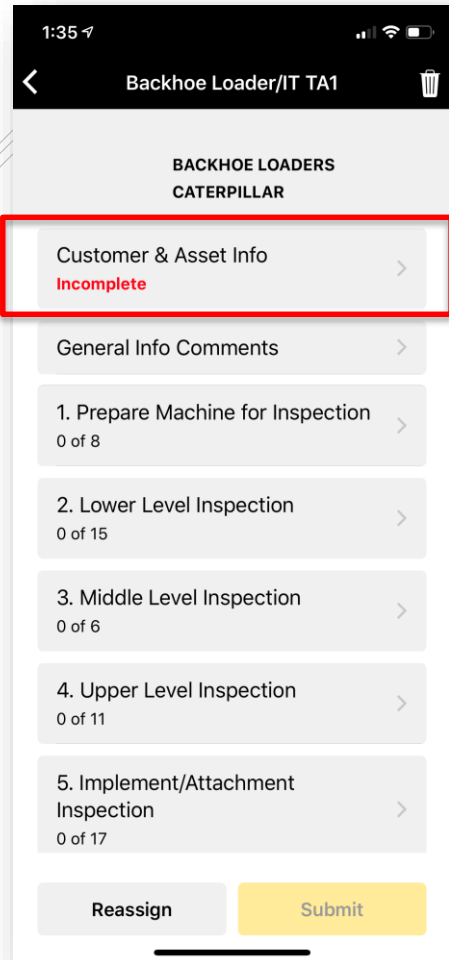 1:35
Backhoe Loader/IT TA1
BACKHOE LOADERS
CATERPILLAR
Customer & Asset Info
Incomplete
General Info Comments
1. Prepare Machine for Inspection
0 of 8
2. Lower Level Inspection
0 of 15
3. Middle Level Inspection
0 of 6
4. Upper Level Inspection
0 of 11
5. Implement/Attachment
Inspection
0 of 17
Reassign
Submit